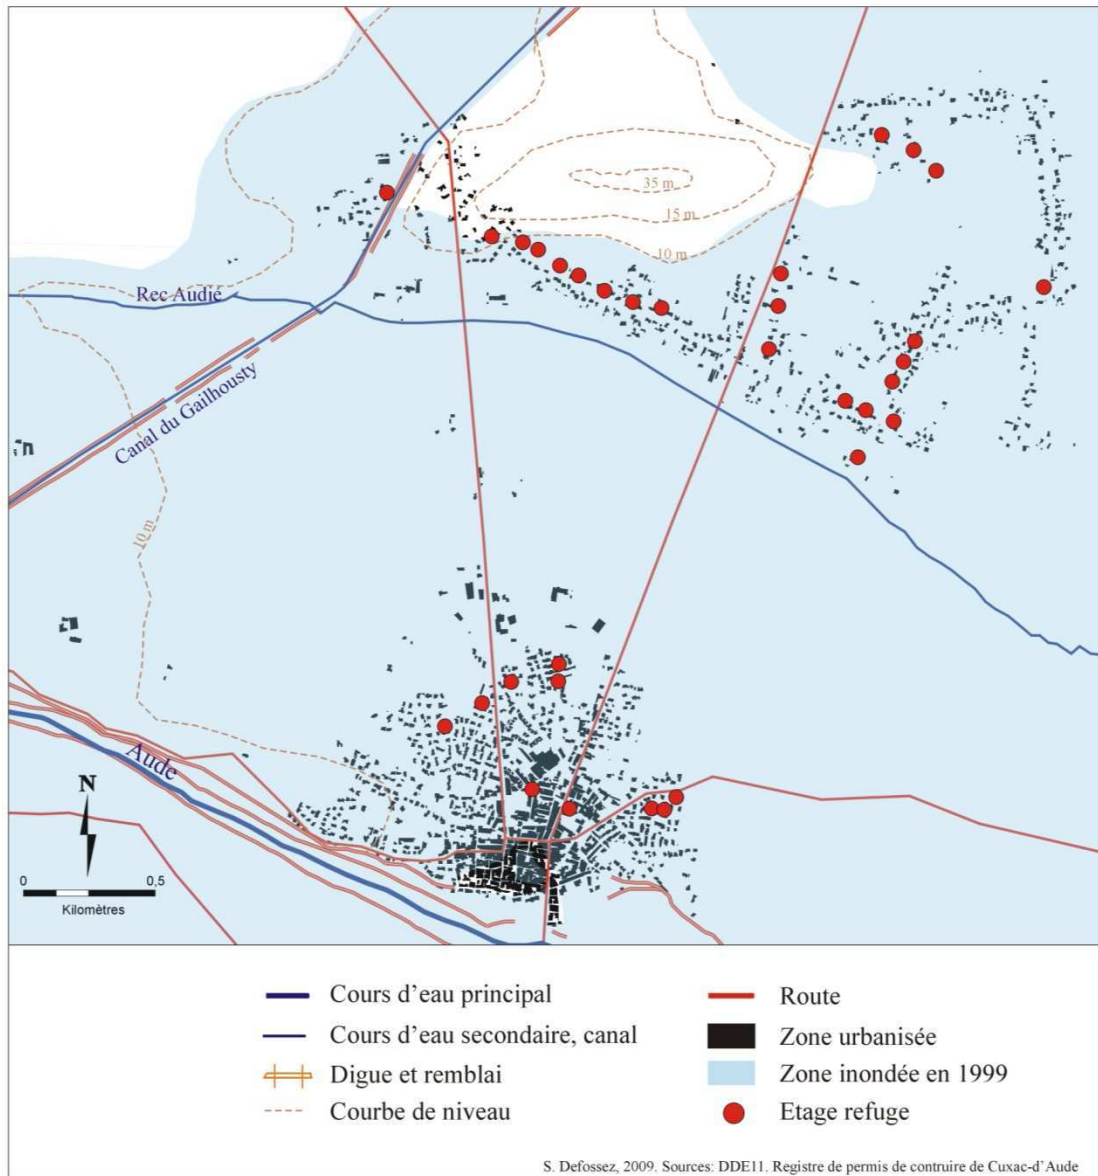 35 m
15 m
10 m
Rec Audié
Canal du Gailhousty
10 m
Aude
N
0 0,5
Kilomètres
Cours d'eau principal
Route
Cours d'eau secondaire, canal
Zone urbanisée
Digue et remblai
Zone inondée en 1999
Courbe de niveau
Etage refuge
S. Defossez, 2009. Sources: DDE11. Registre de permis de contruire de Cuxac-d'Aude